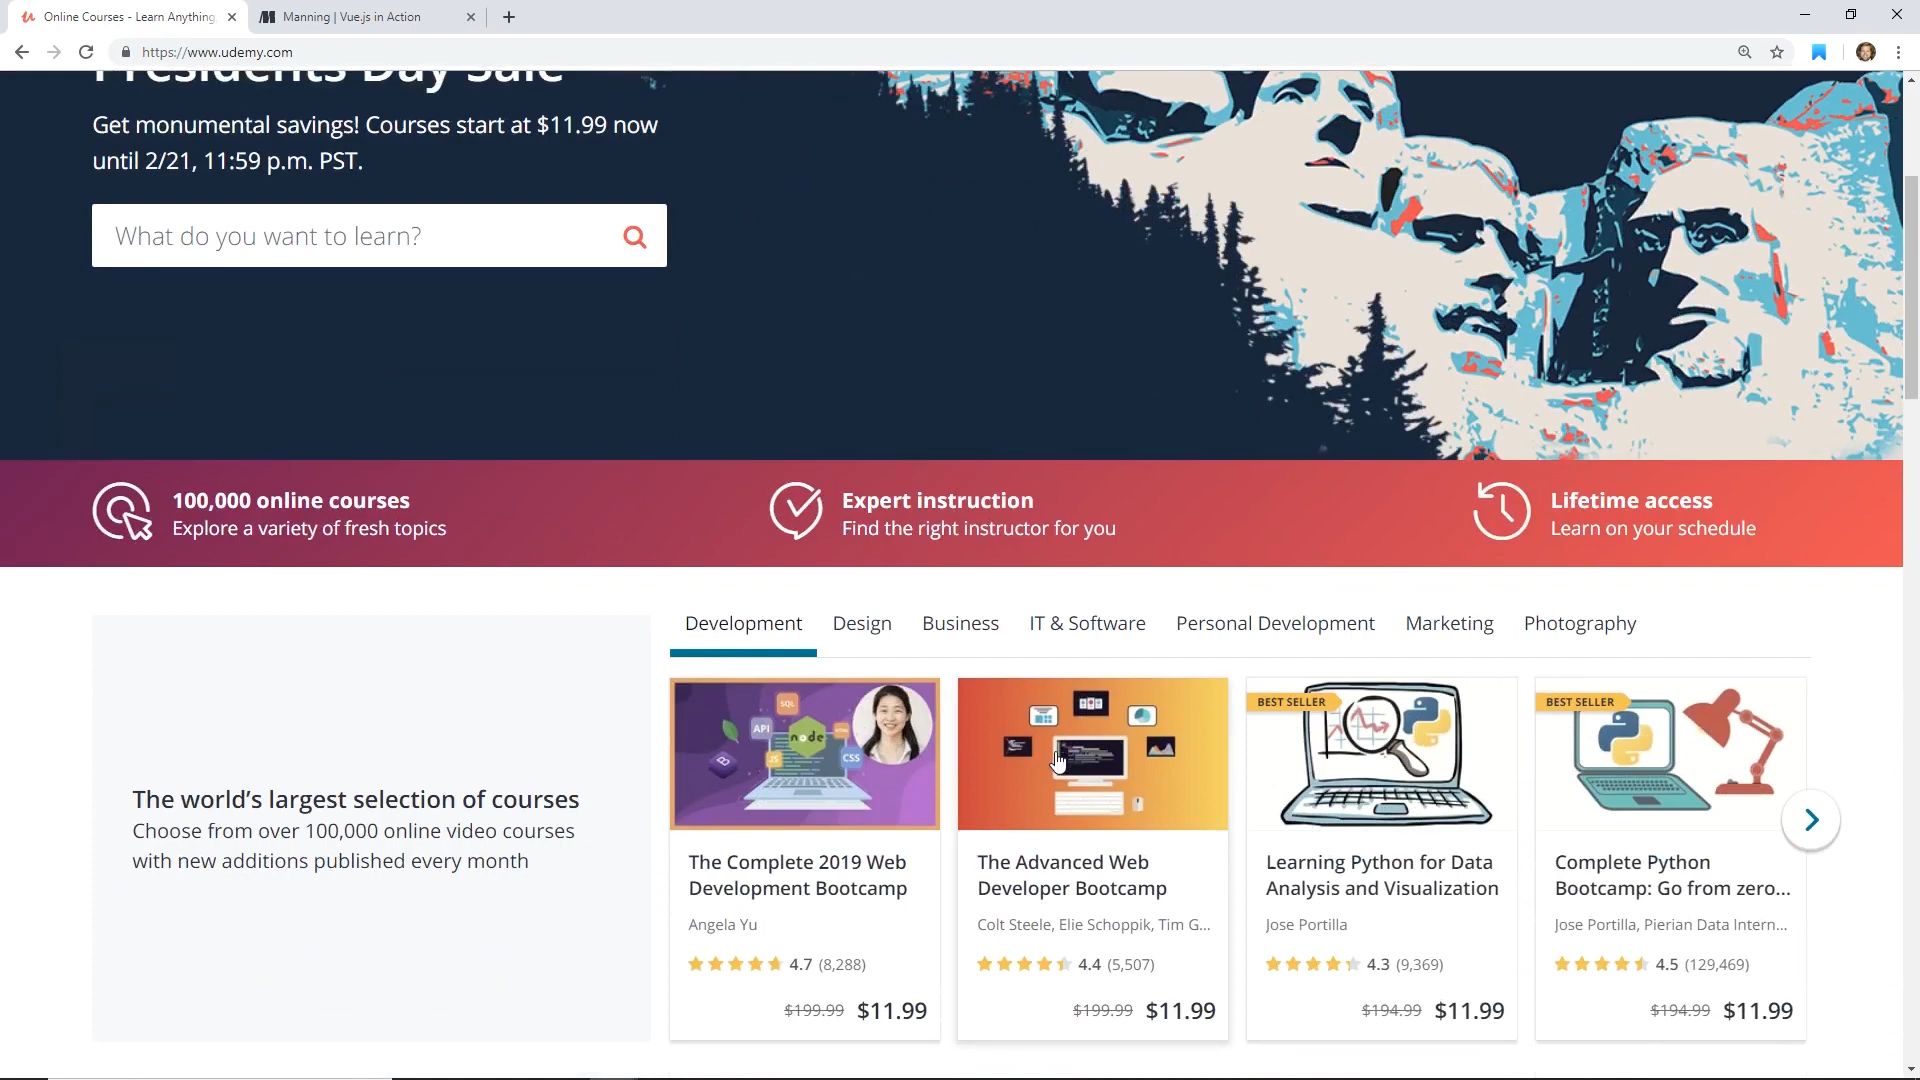 Online Courses - Learn Anything
Manning | Vue.js in Action
https://www.udemy.com
Presidents Day Sale
Get monumental savings! Courses start at $11.99 now
until 2/21, 11:59 p.m. PST.
What do you want to learn?
100,000 online courses
Explore a variety of fresh topics
Expert instruction
Find the right instructor for you
Lifetime access
Learn on your schedule
Development
Design
Business
IT & Software
Personal Development
Marketing
Photography
The world’s largest selection of courses
Choose from over 100,000 online video courses
with new additions published every month
SQL
API
node
JS
CSS
B
The Complete 2019 Web
Development Bootcamp
Angela Yu
4.7 (8,288)
$199.99 $11.99
The Advanced Web
Developer Bootcamp
Colt Steele, Elie Schoppik, Tim G...
4.4 (5,507)
$199.99 $11.99
BEST SELLER
Learning Python for Data
Analysis and Visualization
Jose Portilla
4.3 (9,369)
$194.99 $11.99
BEST SELLER
Complete Python
Bootcamp: Go from zero...
Jose Portilla, Pierian Data Intern...
4.5 (129,469)
$194.99 $11.99